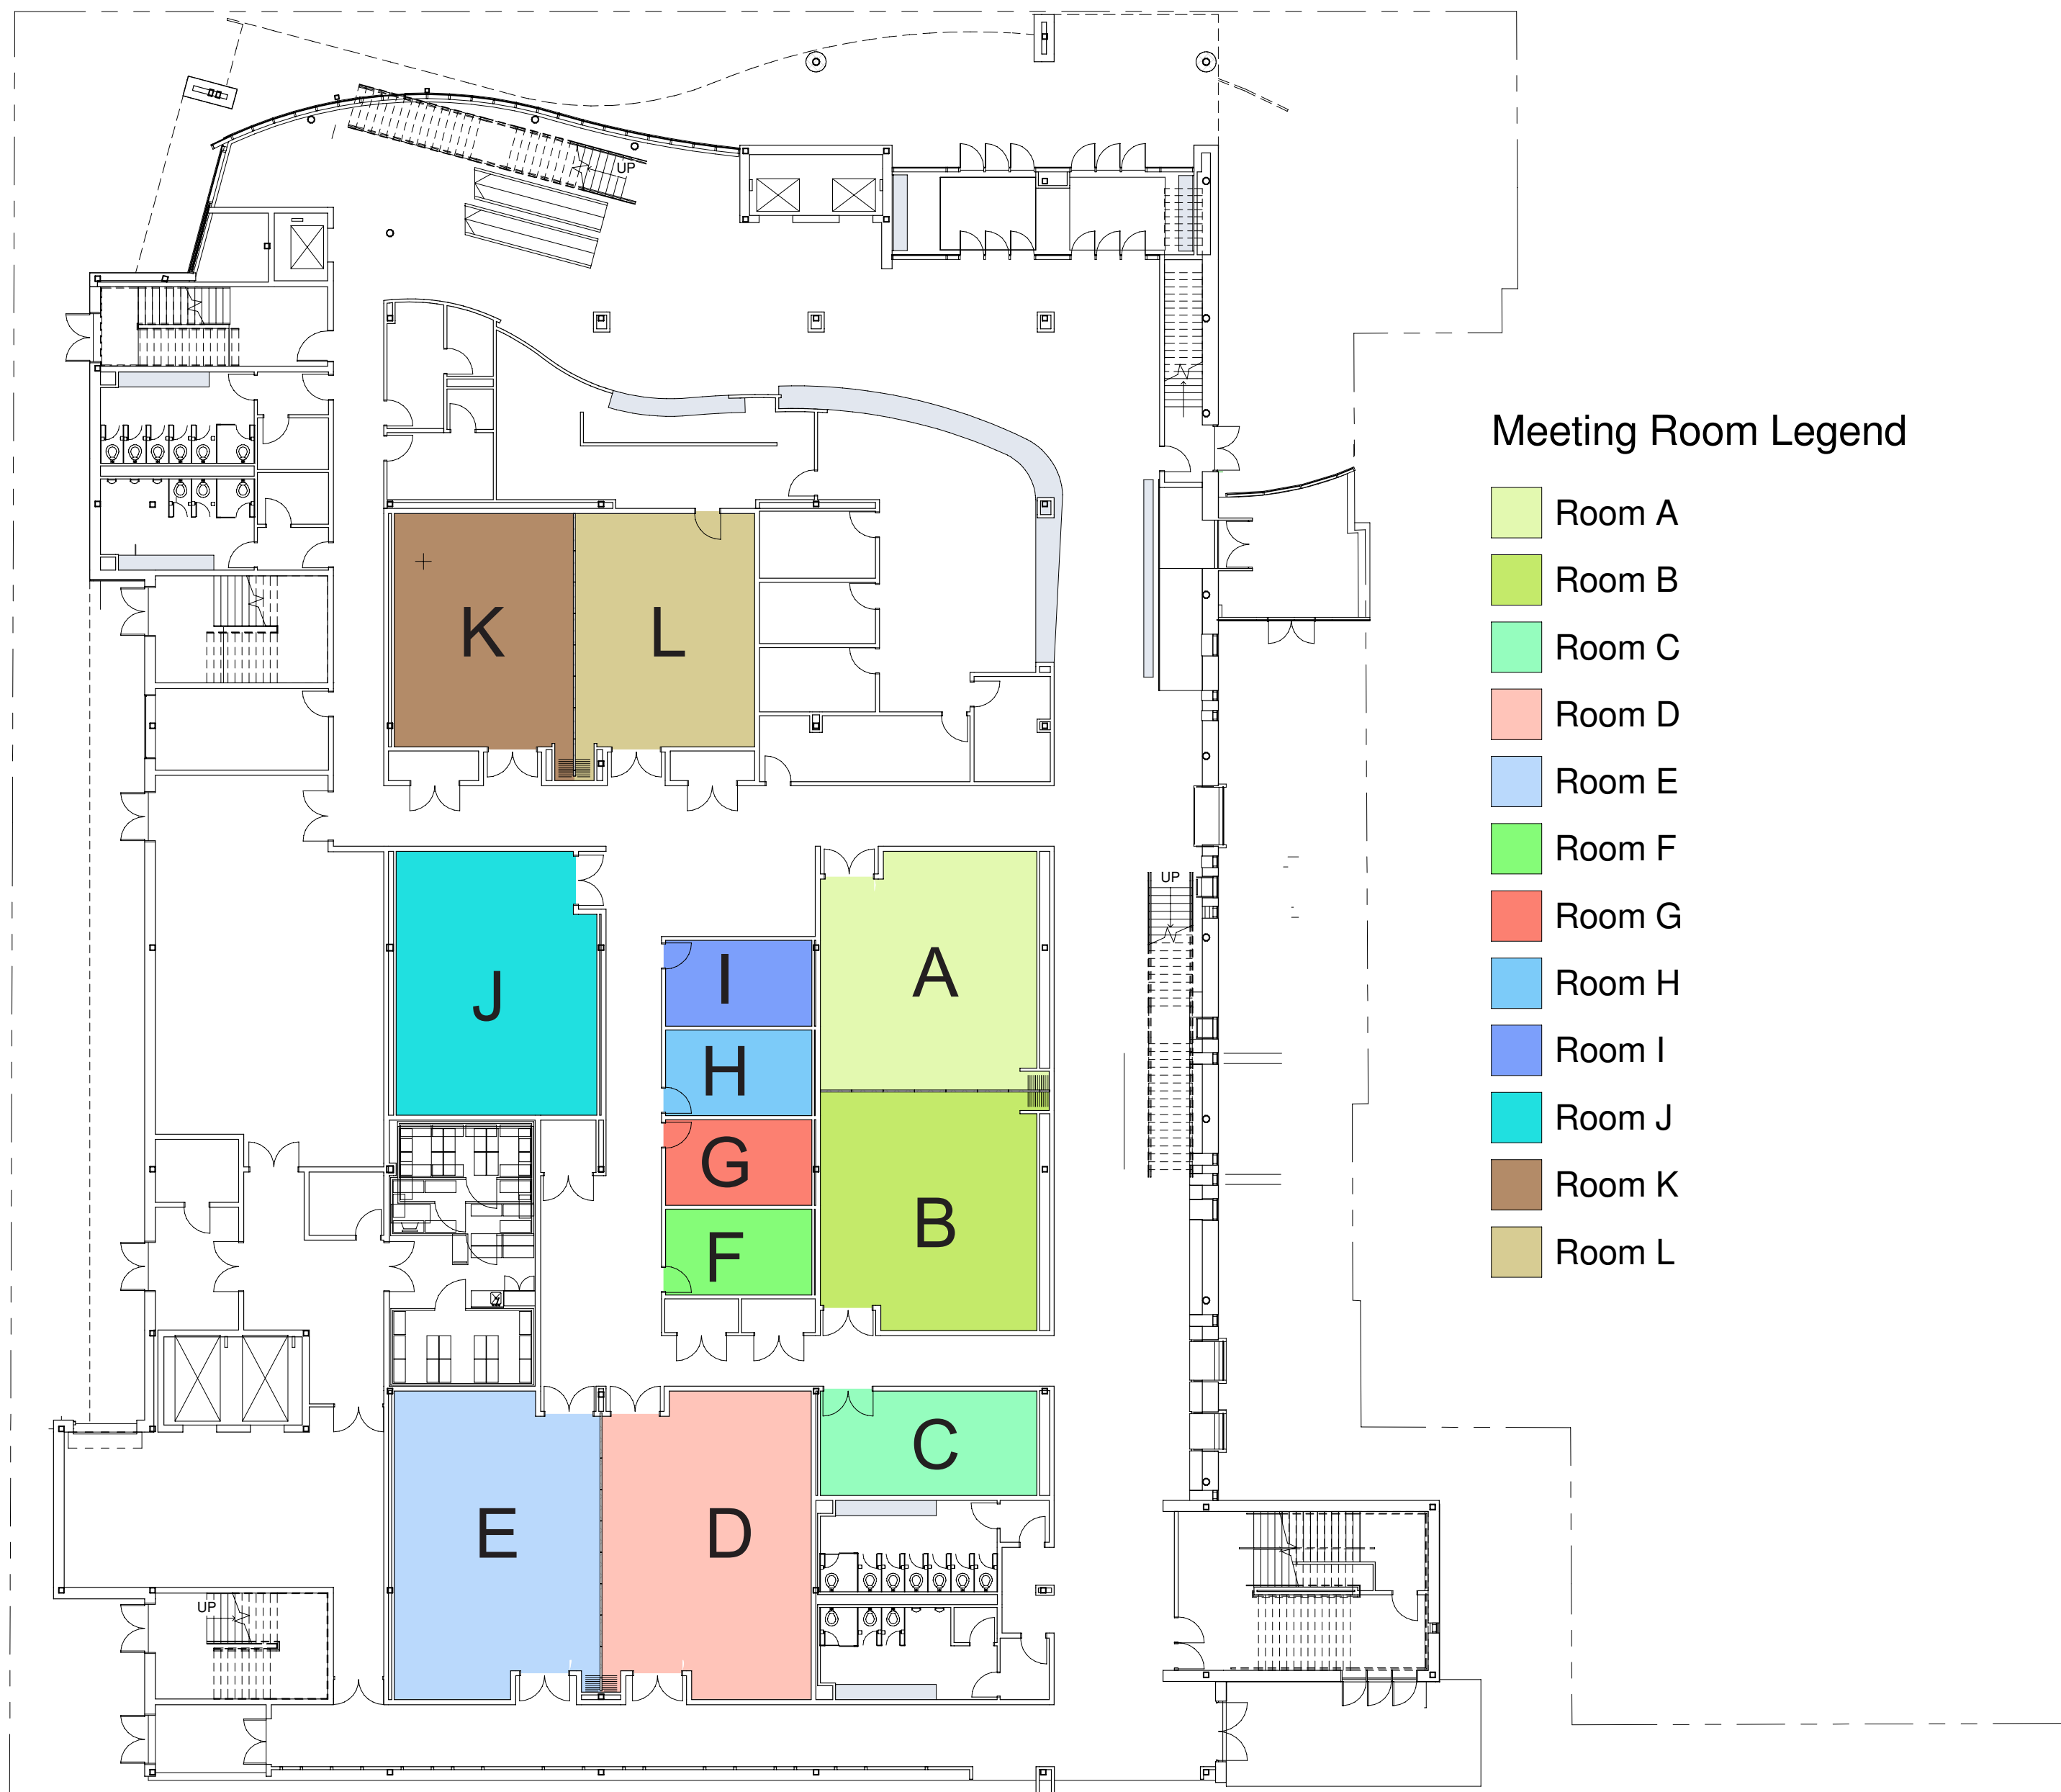 UP
Meeting Room Legend
Room A
Room B
Room C
Room D
Room E
Room F
Room G
Room H
Room I
Room J
Room K
Room L
K
L
UP
J
I
A
H
G
B
F
C
E
D
UP